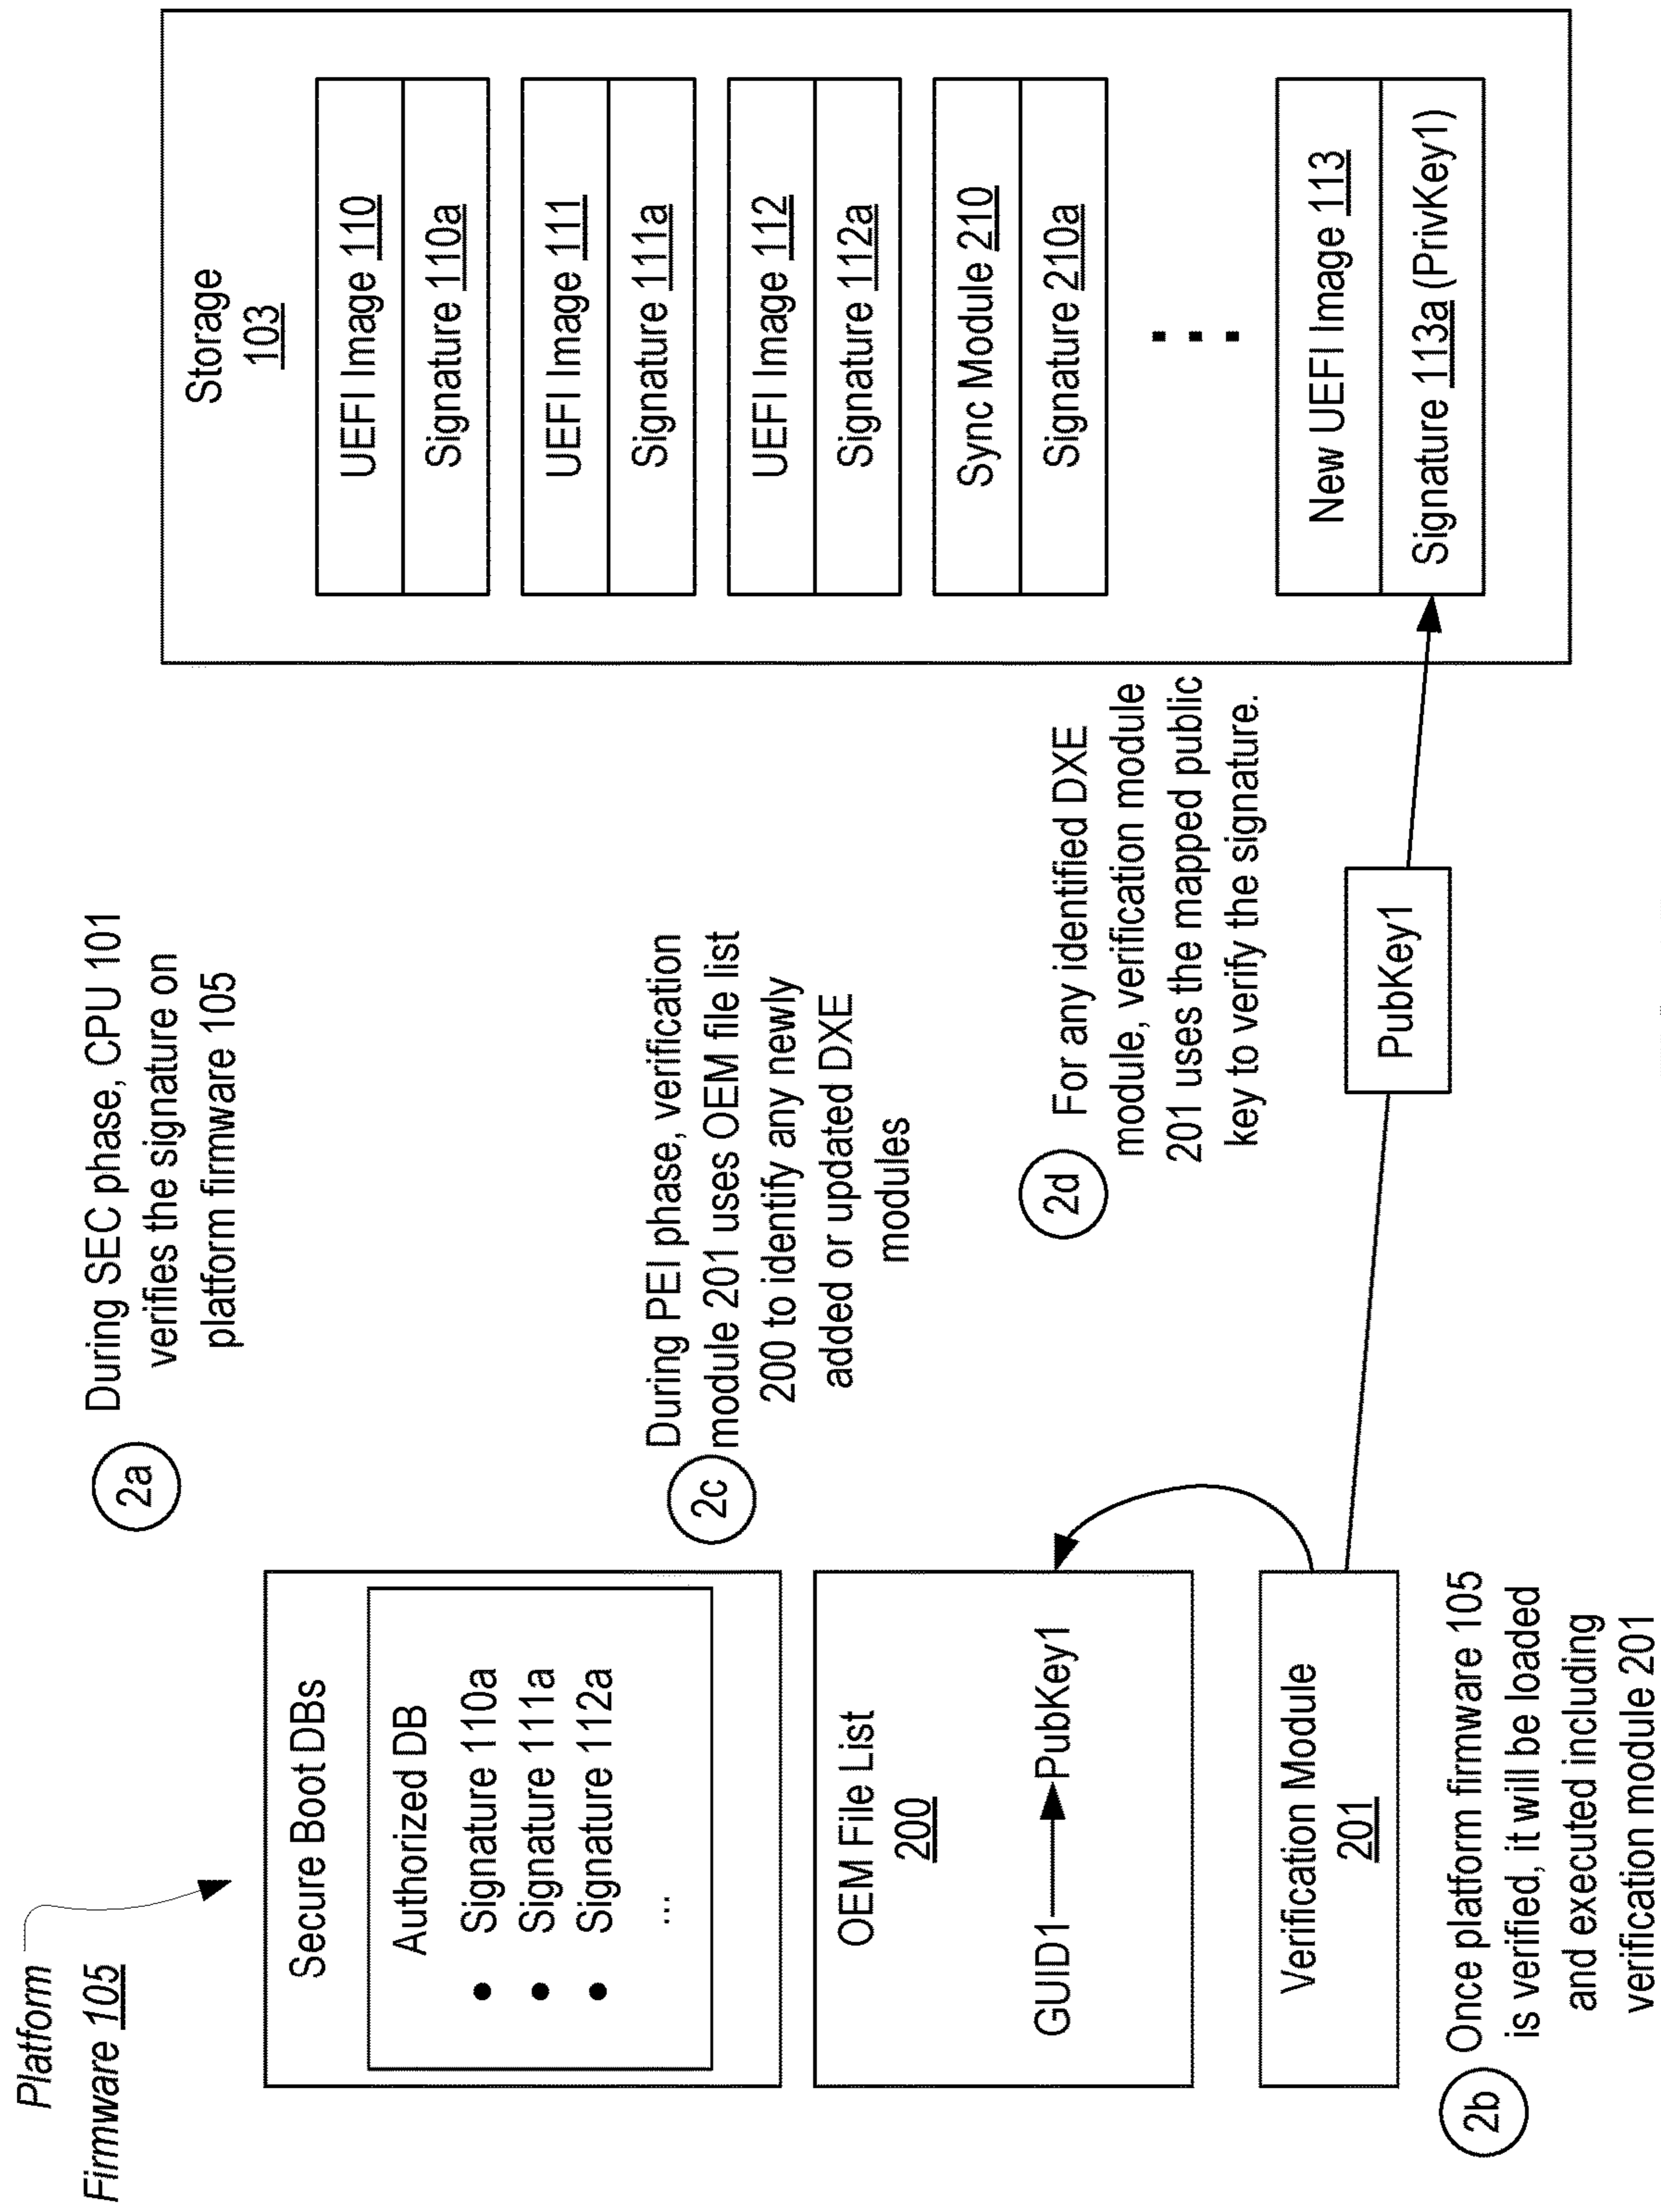 Platform
Firmware 105
Secure Boot DBs
Authorized DB
• Signature 110a
• Signature 111a
• Signature 112a
...
OEM File List
200
GUID1
PubKey1
Verification Module
201
2a
During SEC phase, CPU 101
verifies the signature on
platform firmware 105
2b
Once platform firmware 105
is verified, it will be loaded
and executed including
verification module 201
2c
During PEI phase, verification
module 201 uses OEM file list
200 to identify any newly
added or updated DXE
modules
2d
For any identified DXE
module, verification module
201 uses the mapped public
key to verify the signature.
PubKey1
Storage
103
UEFI Image 110
Signature 110a
UEFI Image 111
Signature 111a
UEFI Image 112
Signature 112a
Sync Module 210
Signature 210a
New UEFI Image 113
Signature 113a (PrivKey1)